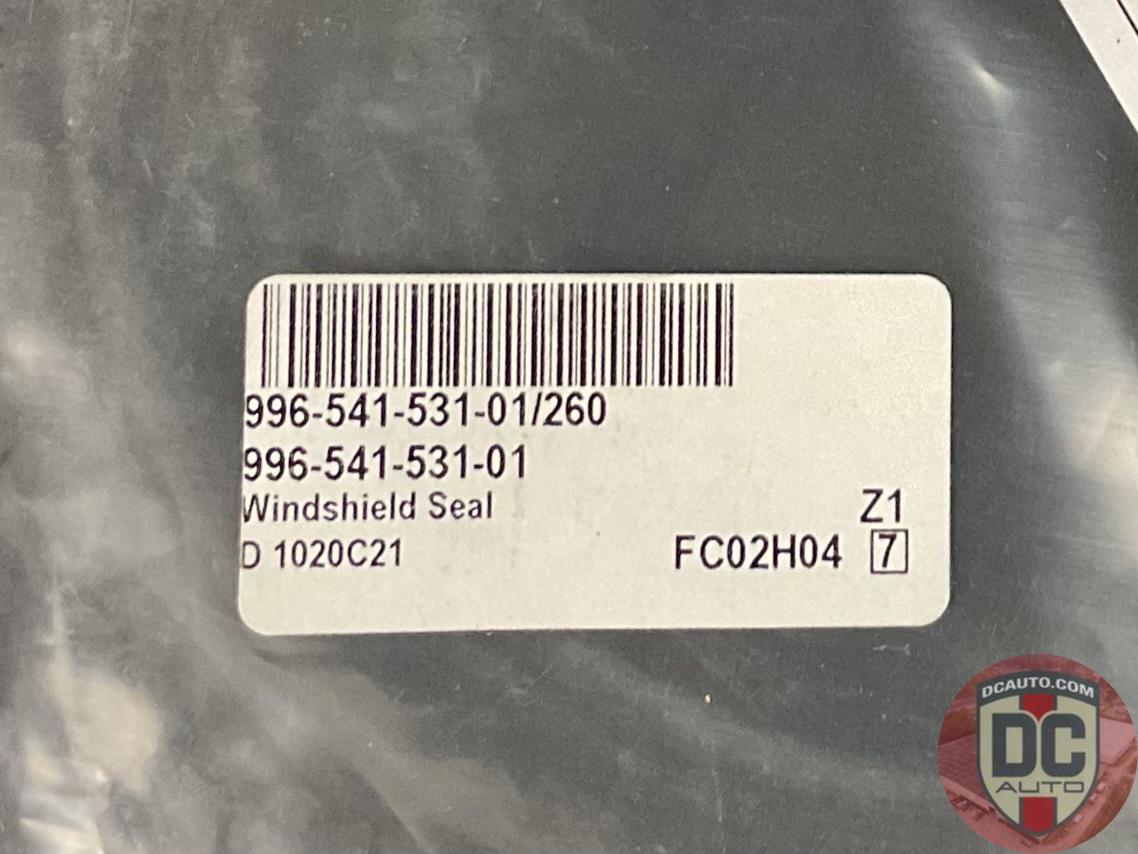 996-541-531-01/260
996-541-531-01
Windshield Seal
Z1
D 1020C21
FC02H04 7
DCAUTO.COM
DC
AUTO